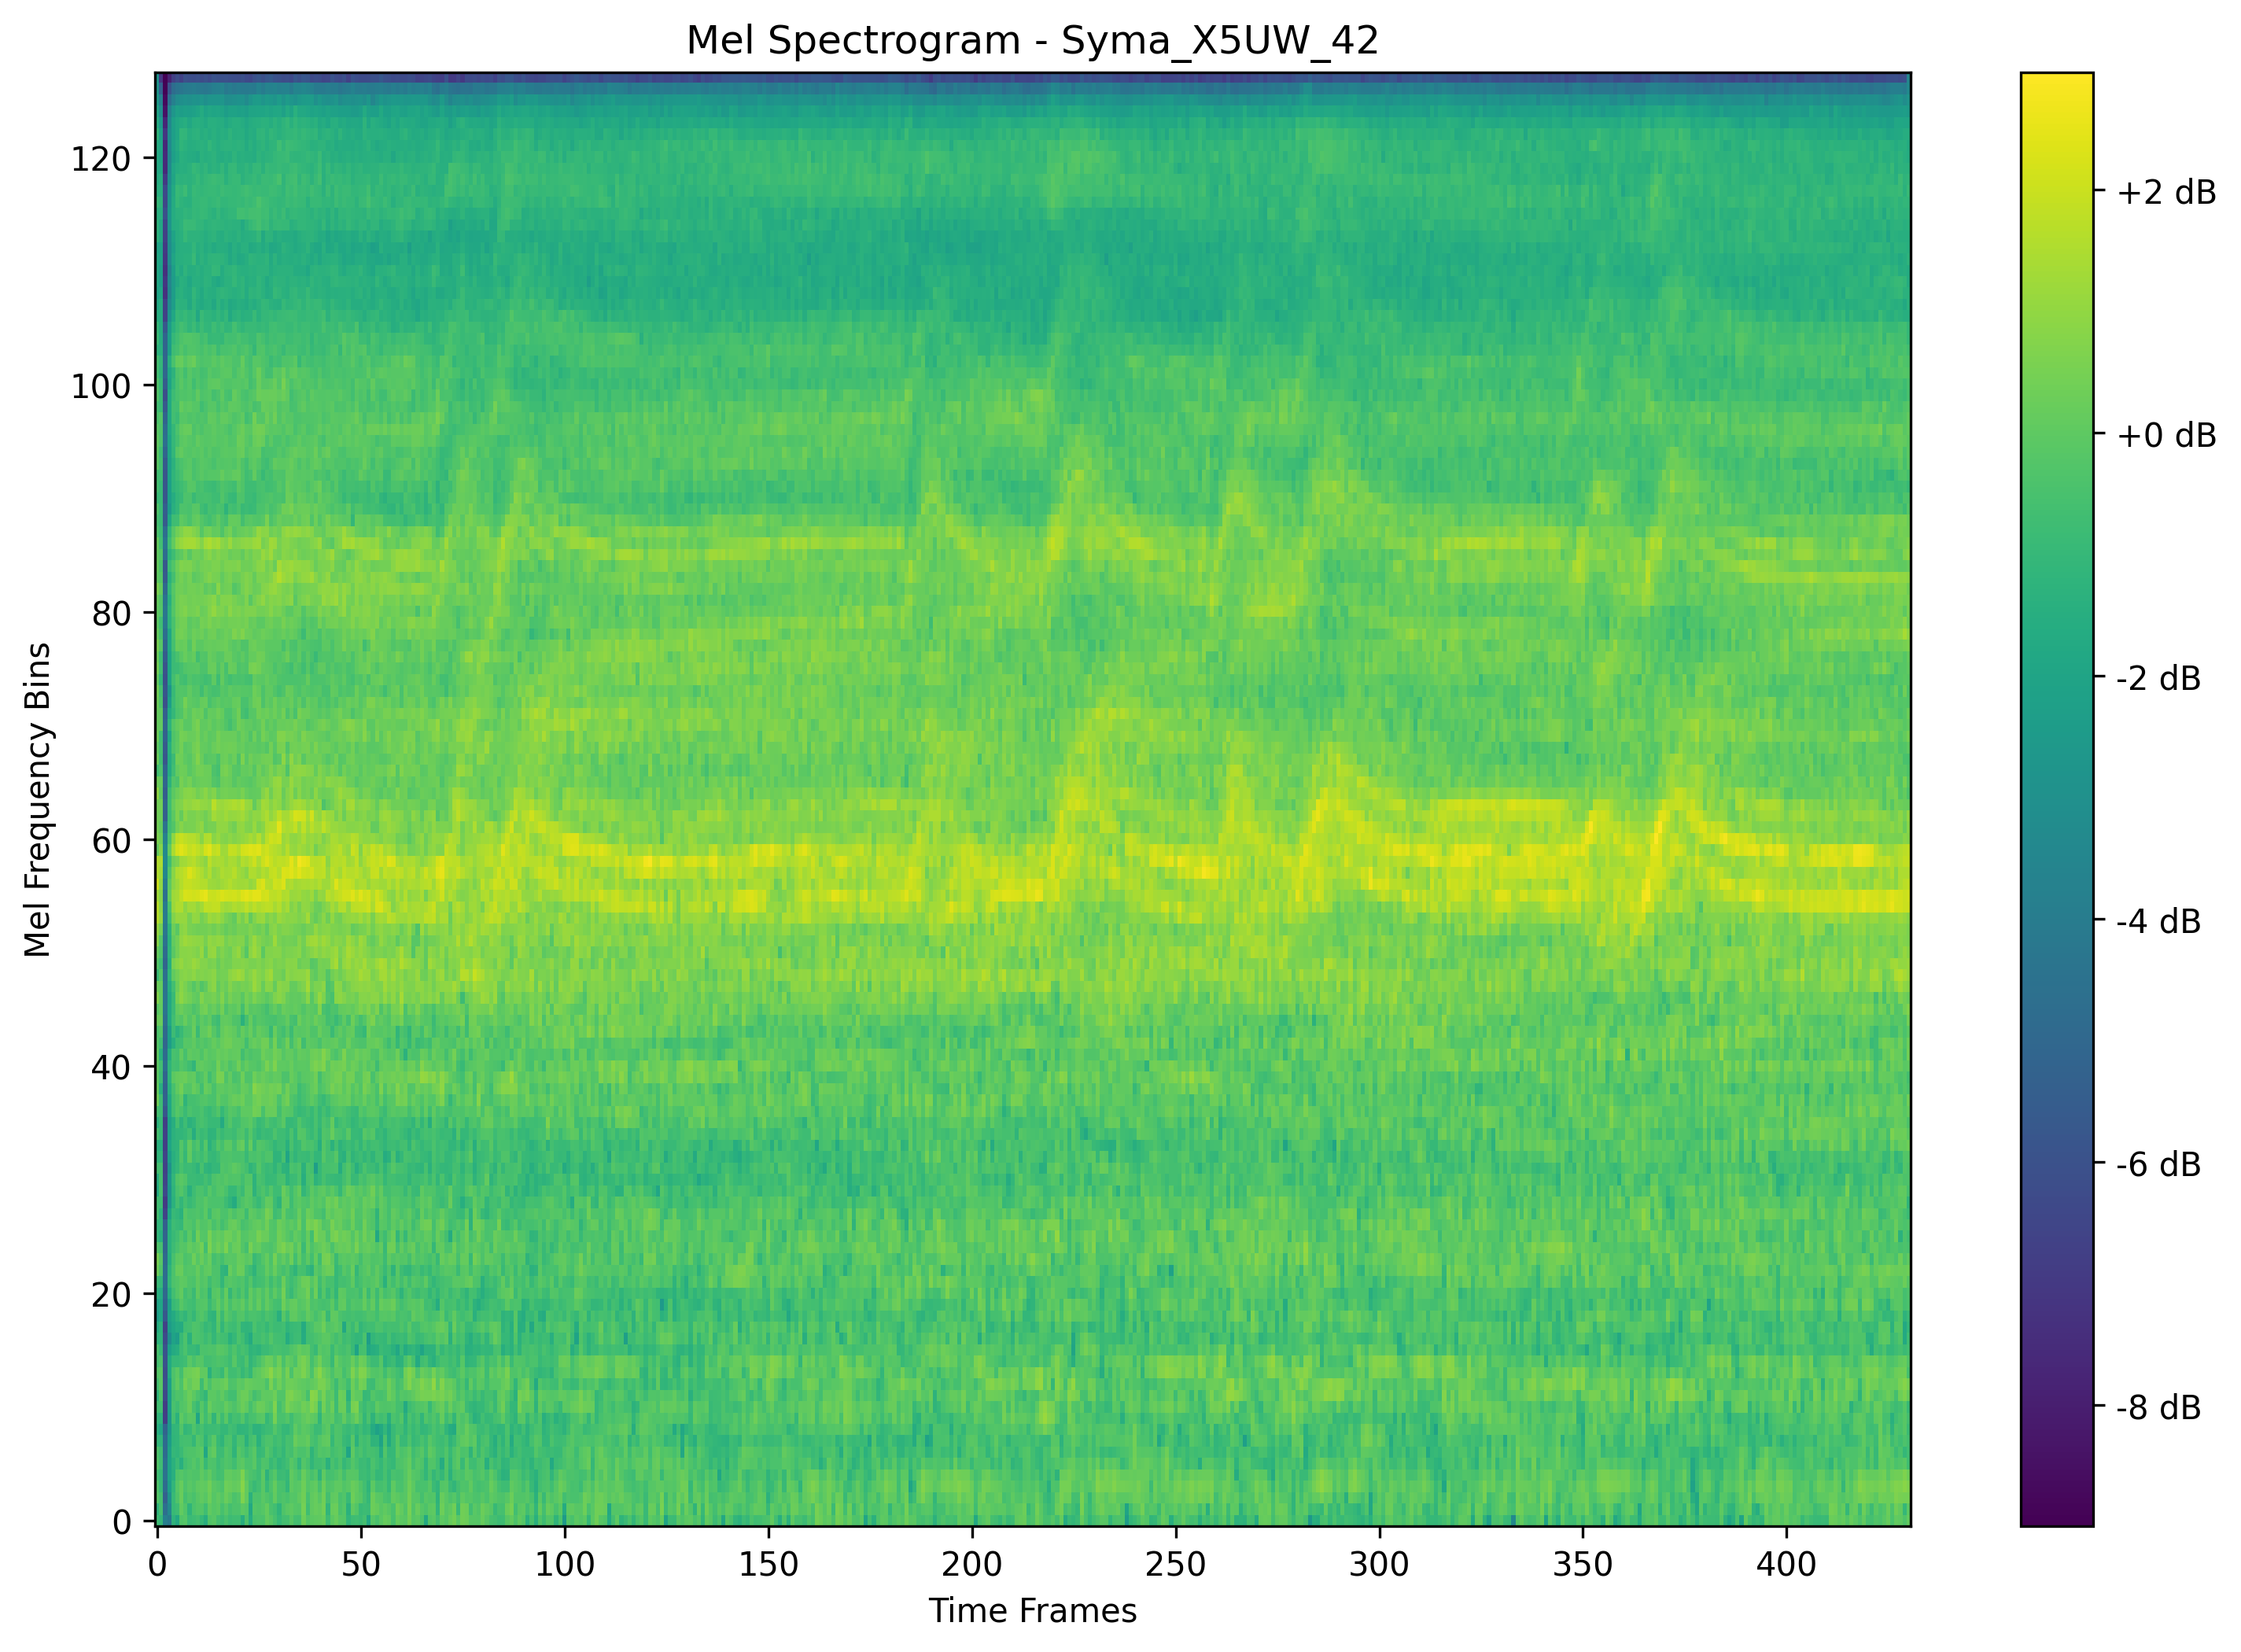 Mel Spectrogram - Syma_X5UW_42
Mel Frequency Bins
120
100
80
60
40
20
0
0 50 100 150 200 250 300 350 400
Time Frames
+2 dB
+0 dB
-2 dB
-4 dB
-6 dB
-8 dB